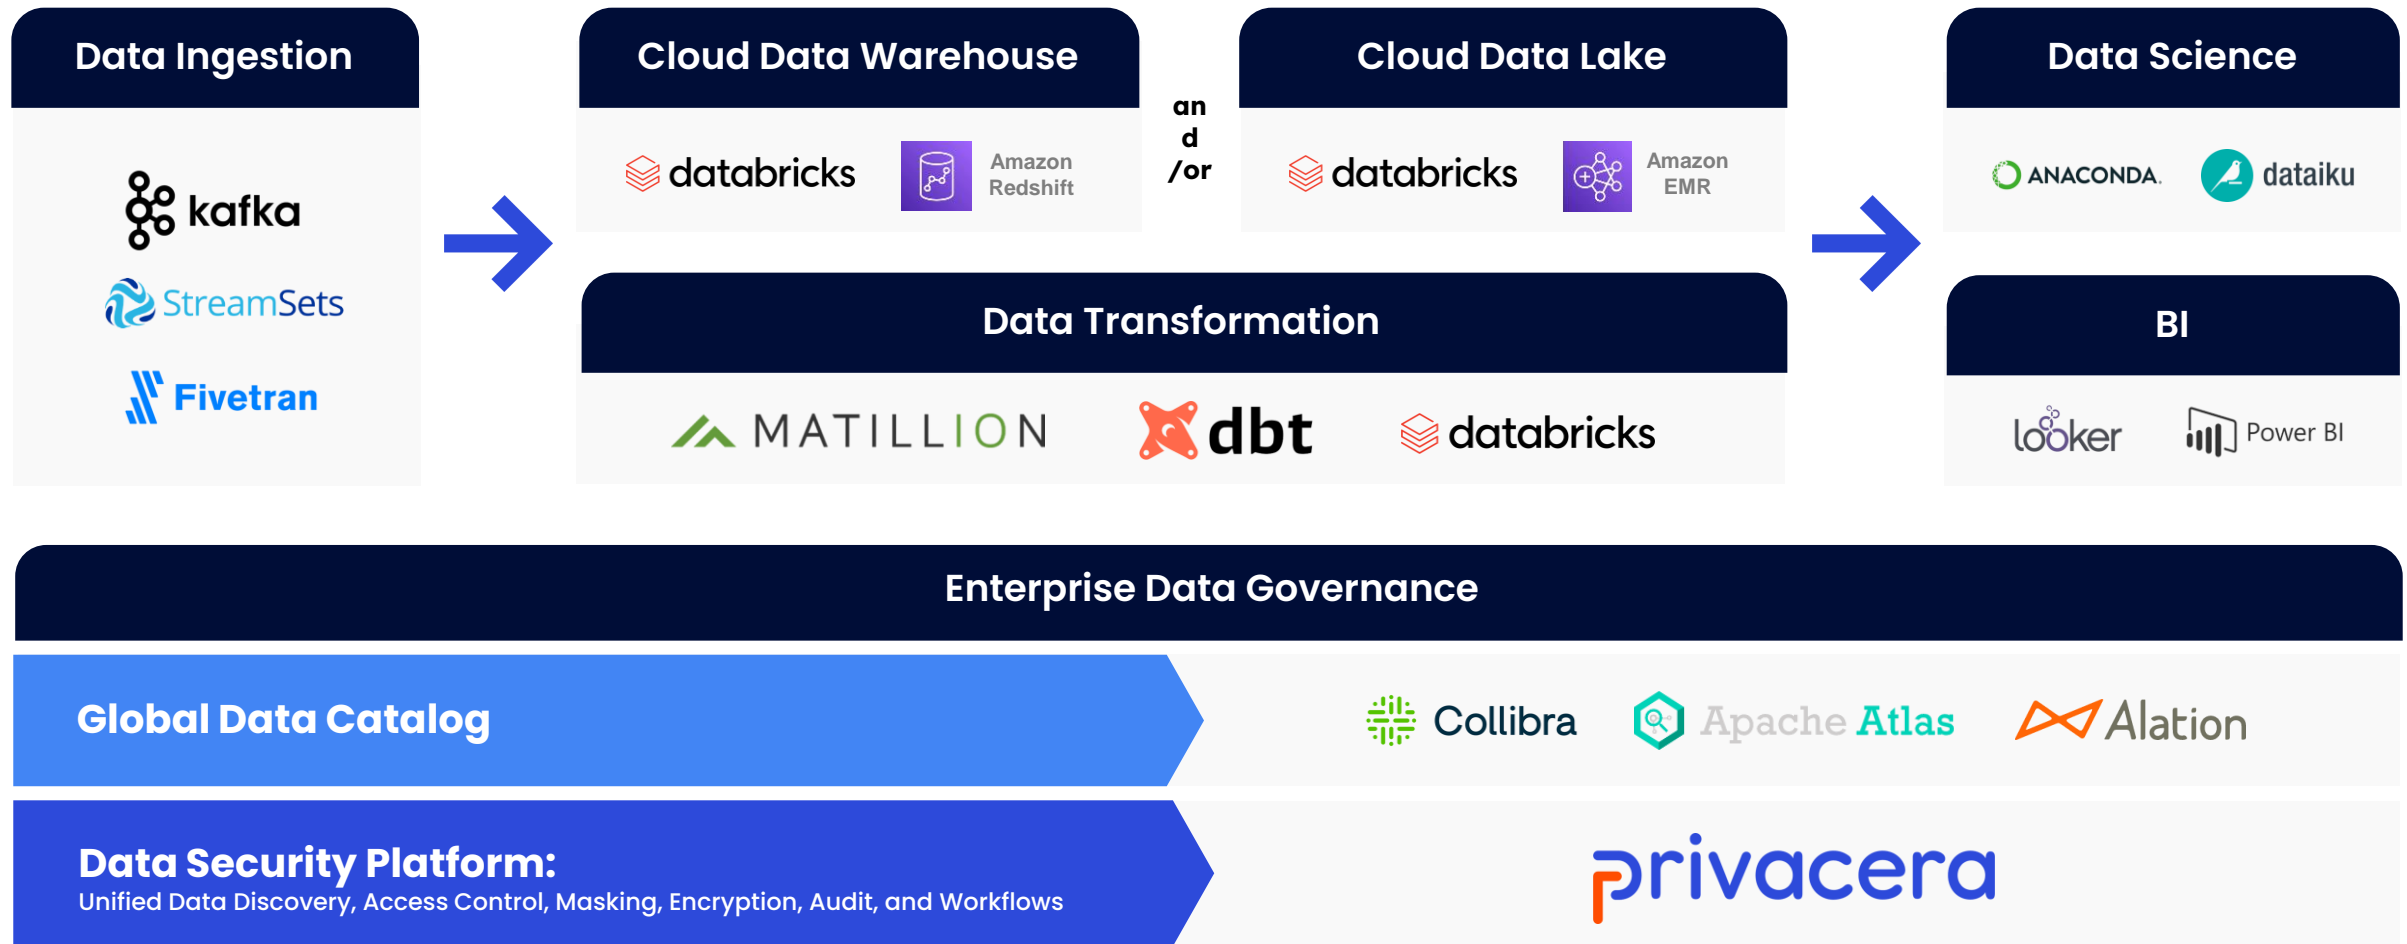 Data Ingestion
kafka
StreamSets
Fivetran
Cloud Data Warehouse
databricks
Amazon
Redshift
an
d
/or
Cloud Data Lake
databricks
Amazon
EMR
Data Transformation
MATILLION
dbt
databricks
Data Science
ANACONDA.
dataiku
BI
looker
Power BI
Enterprise Data Governance
Global Data Catalog
Collibra
Apache Atlas
Alation
Data Security Platform:
Unified Data Discovery, Access Control, Masking, Encryption, Audit, and Workflows
privacera